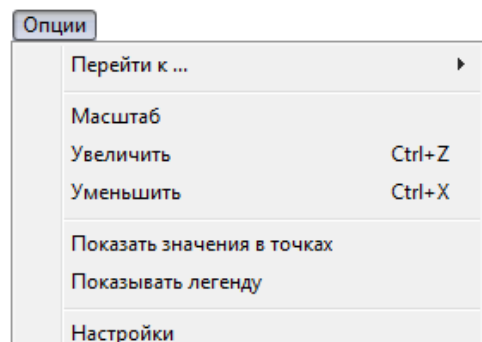 Опции
Перейти к ...
Масштаб
Увеличить Ctrl+Z
Уменьшить Ctrl+X
Показать значения в точках
Показывать легенду
Настройки